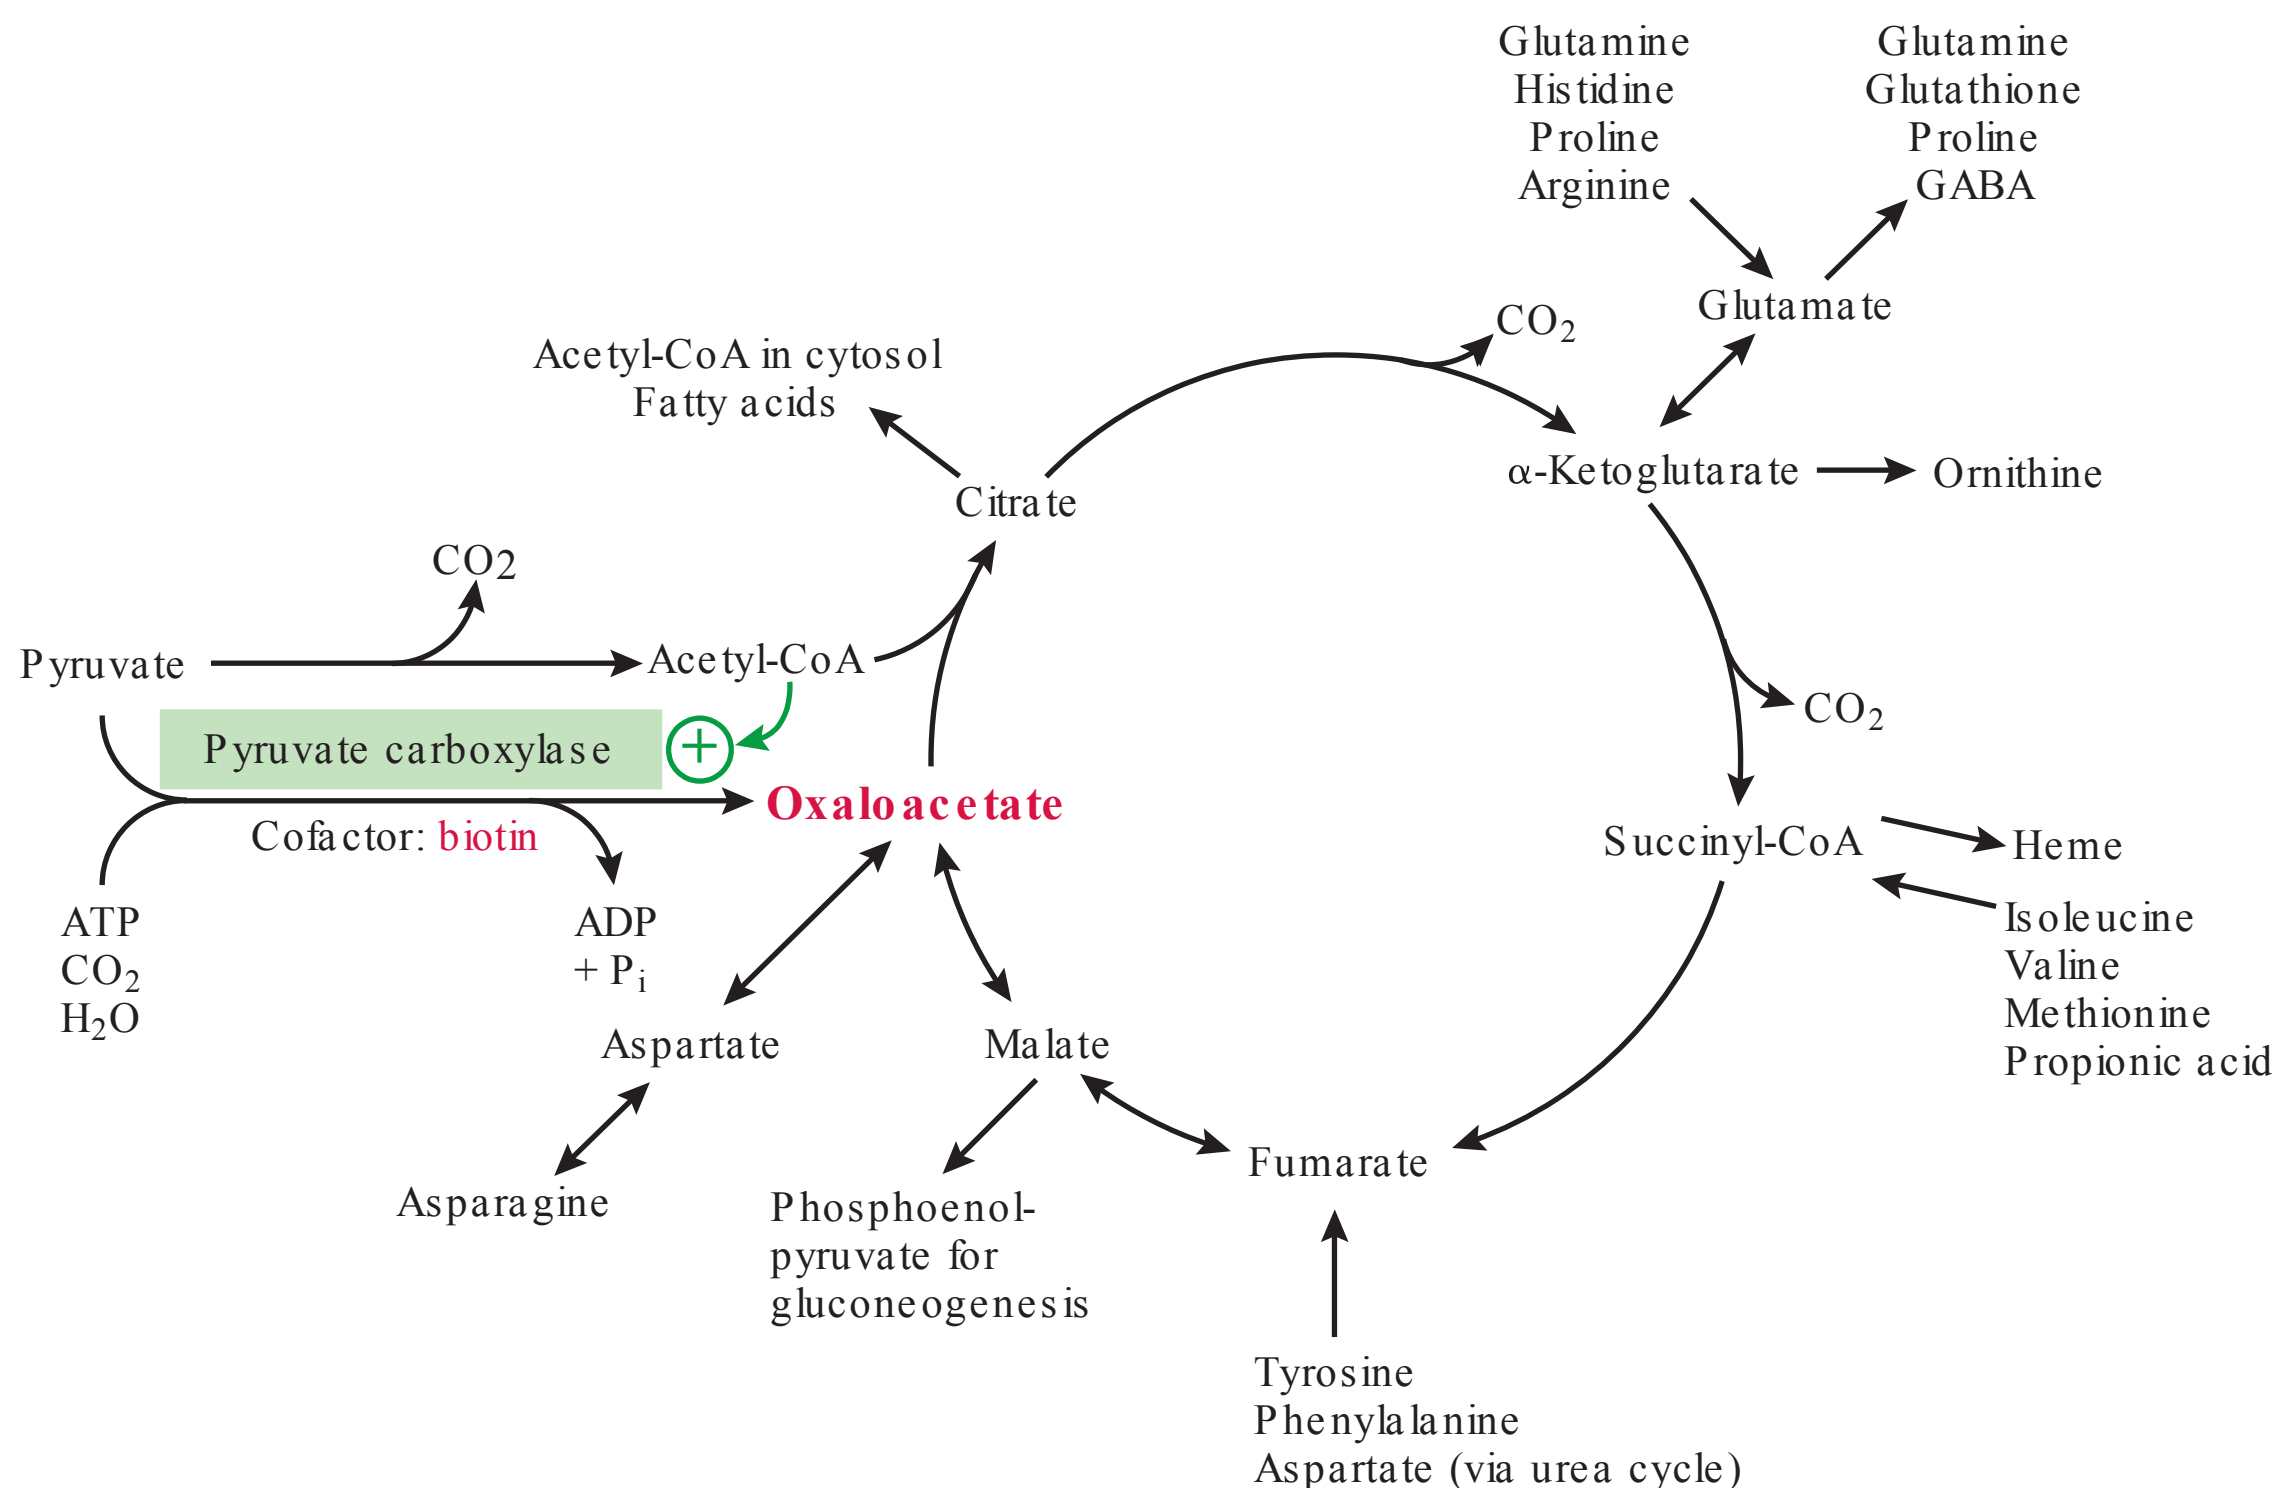 Glutamine
Histidine
Proline
Arginine
Glutamine
Glutathione
Proline
GABA
Glutamate
CO₂
Acetyl-CoA in cytosol
Fatty acids
Citrate
α-Ketoglutarate
Ornithine
CO2
Pyruvate
Acetyl-CoA
CO₂
Pyruvate carboxylase
+
Oxaloacetate
Cofactor: biotin
Succinyl-CoA
Heme
ATP
CO₂
H₂O
ADP
+ Pᵢ
Isoleucine
Valine
Methionine
Propionic acid
Aspartate
Malate
Fumarate
Asparagine
Phosphoenol-
pyruvate for
gluconeogenesis
Tyrosine
Phenylalanine
Aspartate (via urea cycle)